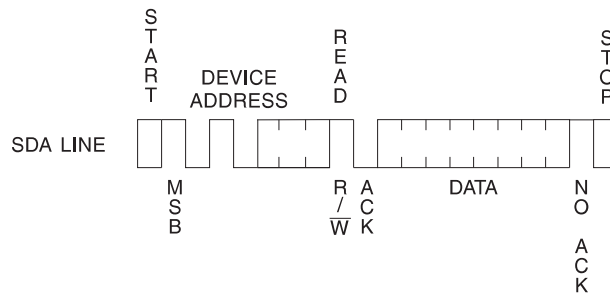 START
READ
STOP
DEVICE
ADDRESS
SDA LINE
MSB
R/W
ACK
DATA
NO ACK